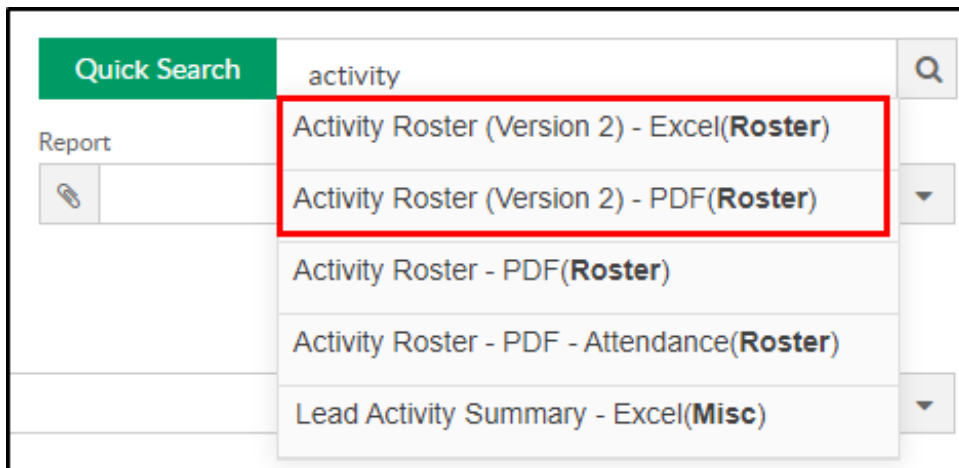 Quick Search
activity
Report
Activity Roster (Version 2) - Excel(Roster)
Activity Roster (Version 2) - PDF(Roster)
Activity Roster - PDF(Roster)
Activity Roster - PDF - Attendance(Roster)
Lead Activity Summary - Excel(Misc)